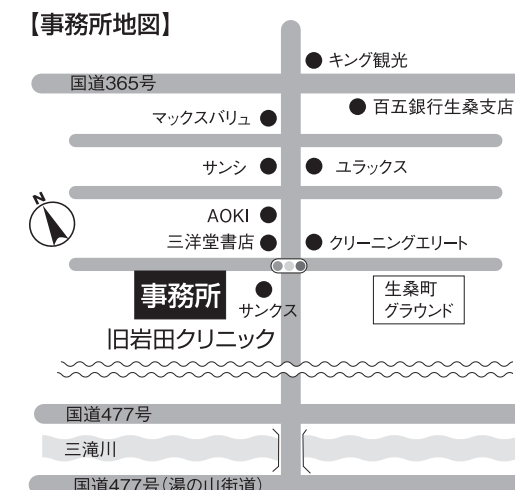 【事務所地図】
キング観光
国道365号
百五銀行生桑支店
マックスバリュ
サンシ
ユラックス
N
AOKI
三洋堂書店
クリーニングエリート
事務所
サンクス
生桑町
グラウンド
旧岩田クリニック
国道477号
三滝川
国道477号(湯の山街道)